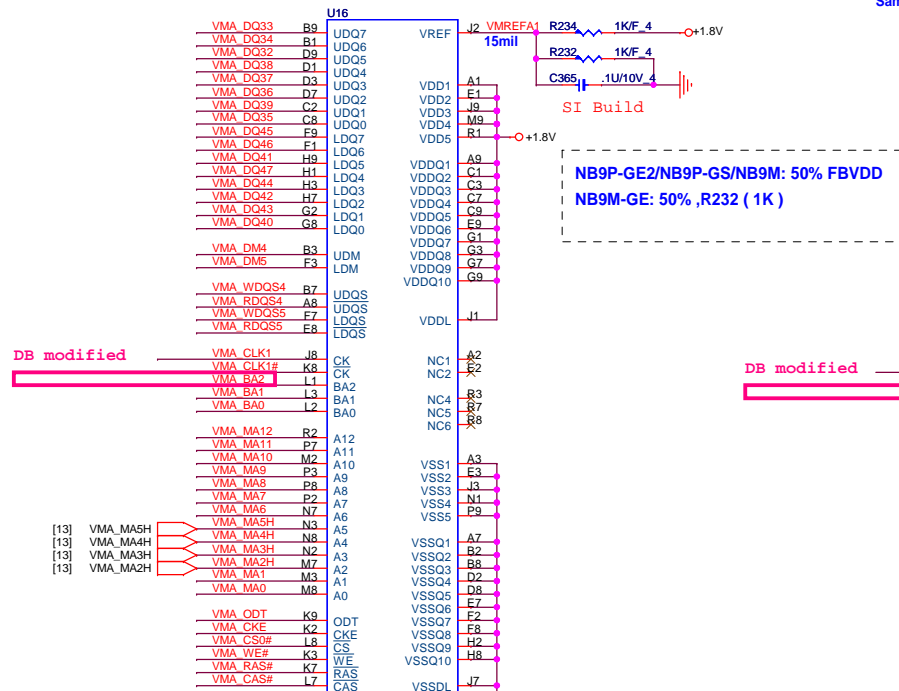 Sam
U16
VMA_DQ33 B9 UDQ7 VREF J2 VMREFA1 R234 1K/F_4 +1.8V
VMA_DQ34 B1 UDQ6 15mil
VMA_DQ32 D9 UDQ5 R232 1K/F_4
VMA_DQ38 D1 UDQ4
VMA_DQ37 D3 UDQ3 VDD1 A1 C365 .1U/10V_4
VMA_DQ36 D7 UDQ2 VDD2 E1
VMA_DQ39 C2 UDQ1 VDD3 J9 SI Build
VMA_DQ35 C8 UDQ0 VDD4 M9
VMA_DQ45 F9 LDQ7 VDD5 R1 +1.8V
VMA_DQ46 F1 LDQ6
VMA_DQ41 H9 LDQ5 VDDQ1 A9
VMA_DQ47 H1 LDQ4 VDDQ2 C1 NB9P-GE2/NB9P-GS/NB9M: 50% FBVDD
VMA_DQ44 H3 LDQ3 VDDQ3 C3
VMA_DQ42 H7 LDQ2 VDDQ4 C7 NB9M-GE: 50% ,R232 ( 1K )
VMA_DQ43 G2 LDQ1 VDDQ5 C9
VMA_DQ40 G8 LDQ0 VDDQ6 E9
VDDQ7 G1
VMA_DM4 B3 UDM VDDQ8 G3
VMA_DM5 F3 LDM VDDQ9 G7
VDDQ10 G9
VMA_WDQS4 B7 UDQS
VMA_RDQS4 A8 UDQS
VMA_WDQS5 F7 LDQS VDDL J1
VMA_RDQS5 E8 LDQS
DB modified VMA_CLK1 J8 CK NC1 A2
VMA_CLK1# K8 CK NC2 E2 DB modified
VMA_BA2 L1 BA2
VMA_BA1 L3 BA1 NC4 R3
VMA_BA0 L2 BA0 NC5 R7
NC6 R8
VMA_MA12 R2 A12
VMA_MA11 P7 A11
VMA_MA10 M2 A10 VSS1 A3
VMA_MA9 P3 A9 VSS2 E3
VMA_MA8 P8 A8 VSS3 J3
VMA_MA7 P2 A7 VSS4 N1
VMA_MA6 N7 A6 VSS5 P9
[13] VMA_MA5H VMA_MA5H N3 A5
[13] VMA_MA4H VMA_MA4H N8 A4 VSSQ1 A7
[13] VMA_MA3H VMA_MA3H N2 A3 VSSQ2 B2
[13] VMA_MA2H VMA_MA2H M7 A2 VSSQ3 B8
VMA_MA1 M3 A1 VSSQ4 D2
VMA_MA0 M8 A0 VSSQ5 D8
VSSQ6 E7
VMA_ODT K9 ODT VSSQ7 F2
VMA_CKE K2 CKE VSSQ8 F8
VMA_CS0# L8 CS VSSQ9 H2
VMA_WE# K3 WE VSSQ10 H8
VMA_RAS# K7 RAS
VMA_CAS# L7 CAS VSSDL J7